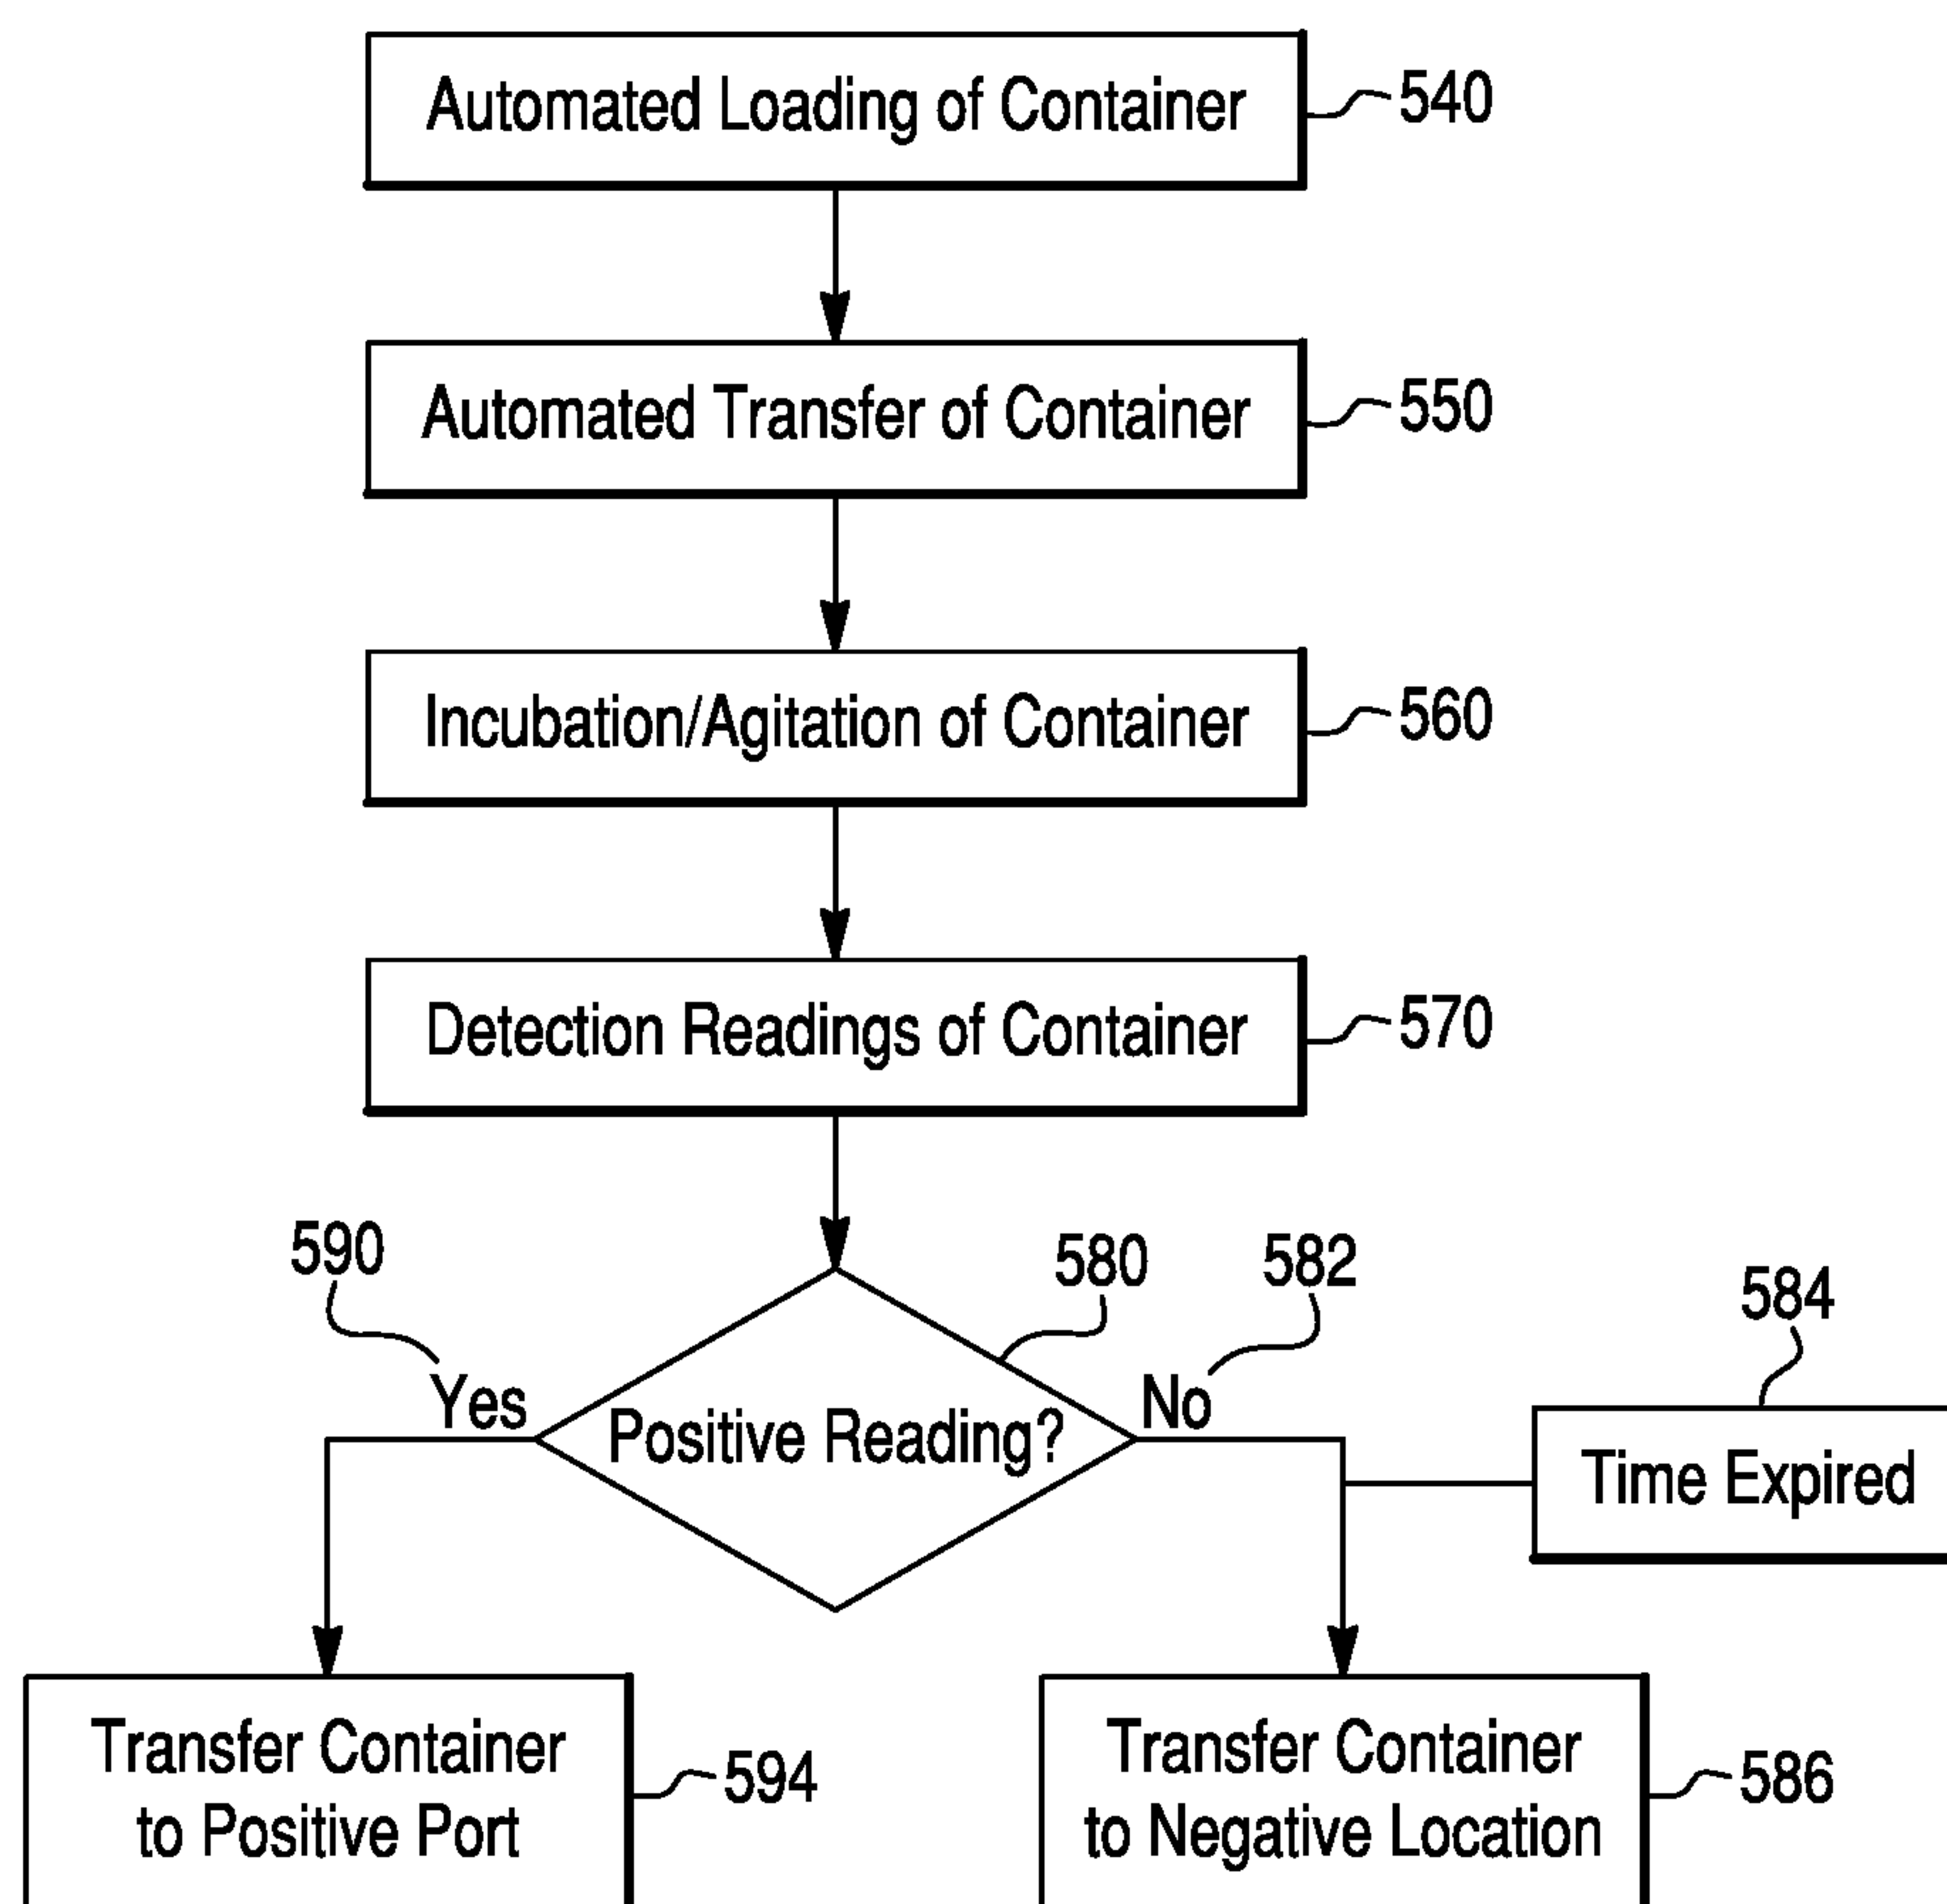 Automated Loading of Container
540
Automated Transfer of Container
550
Incubation/Agitation of Container
560
Detection Readings of Container
570
590
580
582
584
Yes
Positive Reading?
No
Time Expired
Transfer Container
to Positive Port
594
Transfer Container
to Negative Location
586